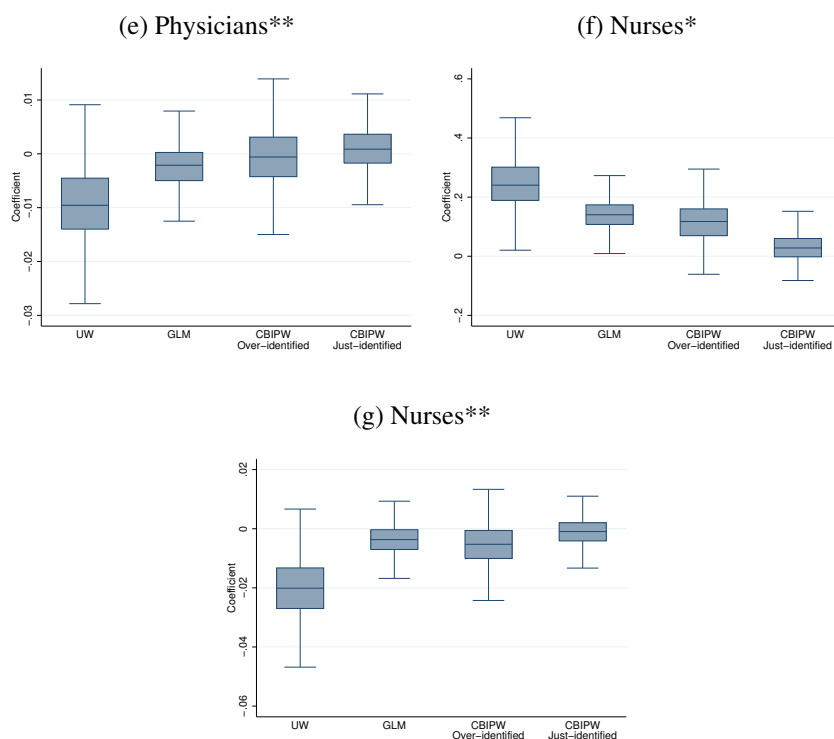 (e) Physicians**
(f) Nurses*
.01
0
-.01
-.02
-.03
Coefficient
UW
GLM
CBIPW
Over-identified
CBIPW
Just-identified
.6
.4
.2
0
-.2
Coefficient
UW
GLM
CBIPW
Over-identified
CBIPW
Just-identified
(g) Nurses**
.02
0
-.02
-.04
-.06
Coefficient
UW
GLM
CBIPW
Over-identified
CBIPW
Just-identified